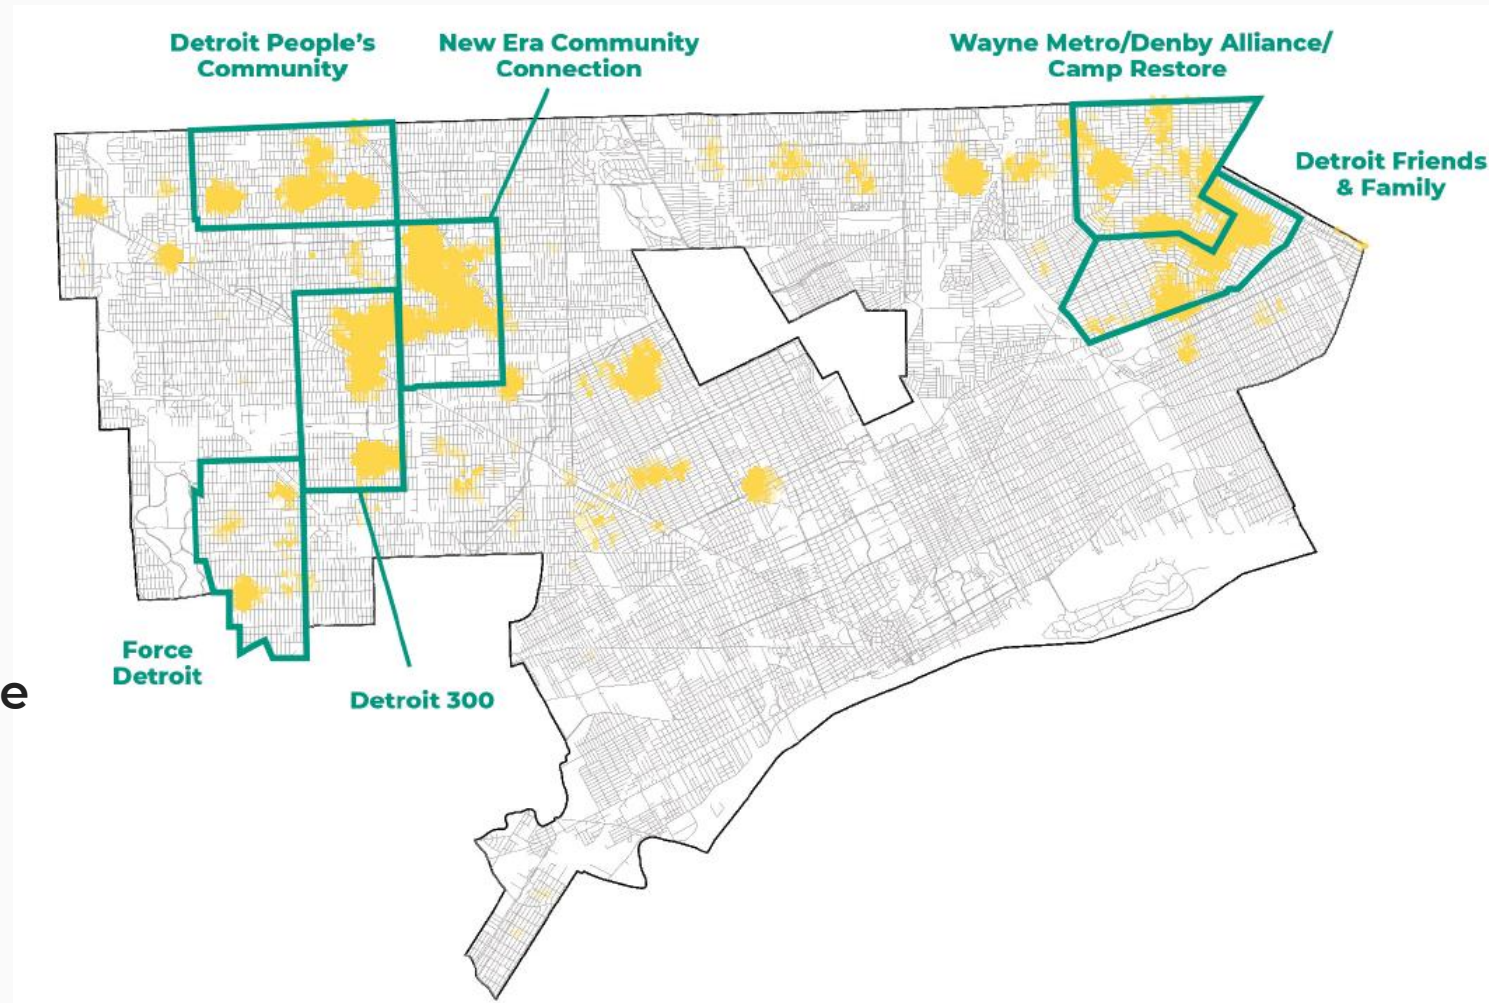 Detroit People's
Community
New Era Community
Connection
Wayne Metro/Denby Alliance/
Camp Restore
Detroit Friends
& Family
Force
Detroit
e
Detroit 300